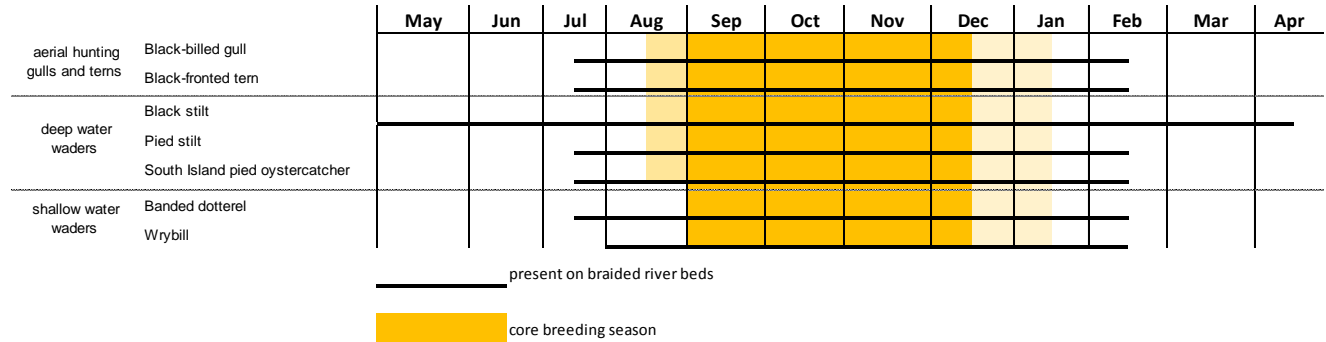 May Jun Jul Aug Sep Oct Nov Dec Jan Feb Mar Apr
aerial hunting
gulls and terns
Black-billed gull
Black-fronted tern
deep water
waders
Black stilt
Pied stilt
South Island pied oystercatcher
shallow water
waders
Banded dotterel
Wrybill
present on braided river beds
core breeding season